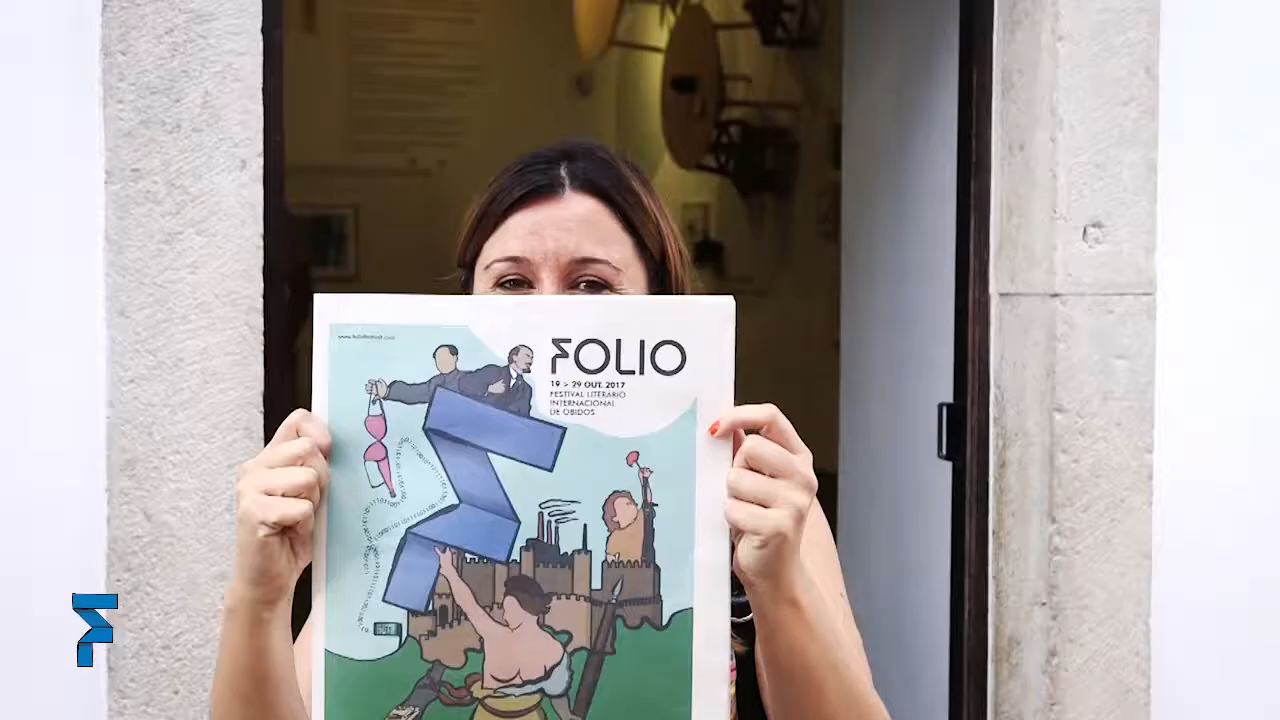 FOLIO
19 > 29 OUT. 2017
FESTIVAL LITERÁRIO
INTERNACIONAL
DE ÓBIDOS